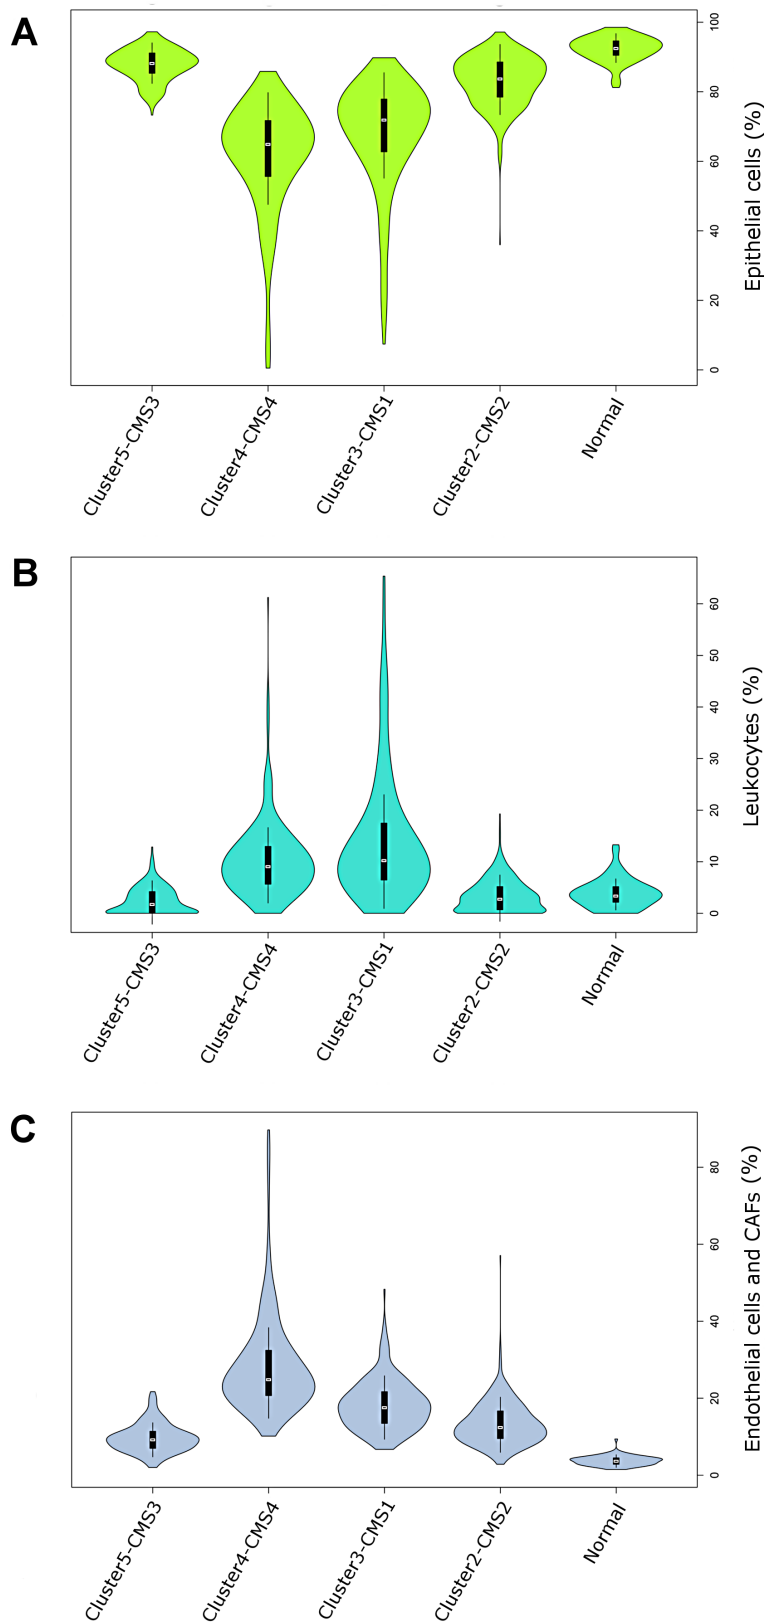 A
100
80
60
40
20
0
Epithelial cells (%)
Cluster5-CMS3
Cluster4-CMS4
Cluster3-CMS1
Cluster2-CMS2
Normal
B
60
50
40
30
20
10
0
Leukocytes (%)
Cluster5-CMS3
Cluster4-CMS4
Cluster3-CMS1
Cluster2-CMS2
Normal
C
80
60
40
20
0
Endothelial cells and CAFs (%)
Cluster5-CMS3
Cluster4-CMS4
Cluster3-CMS1
Cluster2-CMS2
Normal